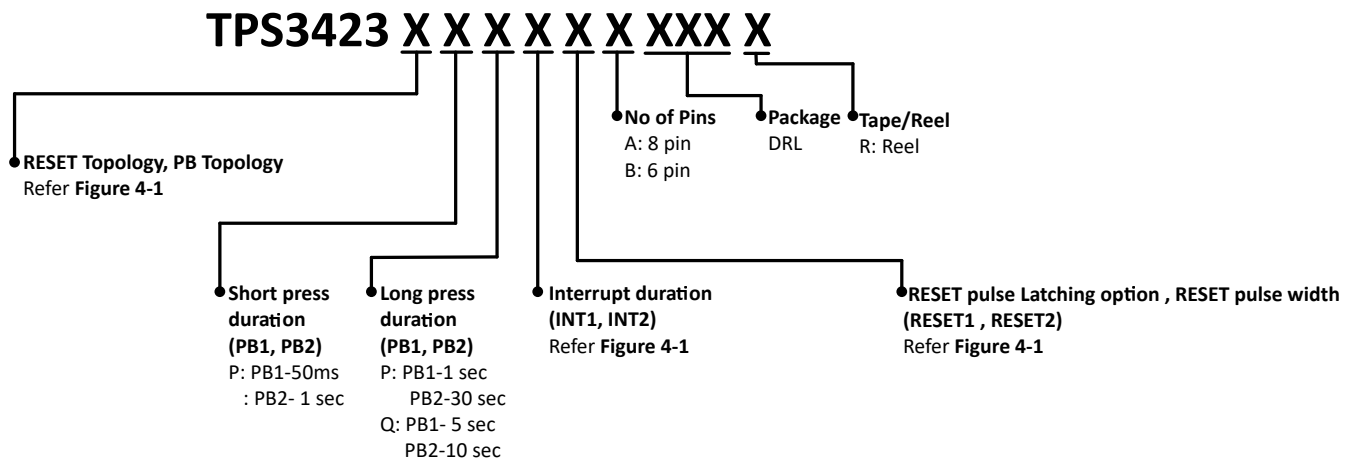 TPS3423 X X X X X X XXX X
No of Pins
A: 8 pin
B: 6 pin
Package
DRL
Tape/Reel
R: Reel
RESET Topology, PB Topology
Refer Figure 4-1
Short press
duration
(PB1, PB2)
P: PB1-50ms
: PB2- 1 sec
Long press
duration
(PB1, PB2)
P: PB1-1 sec
PB2-30 sec
Q: PB1- 5 sec
PB2-10 sec
Interrupt duration
(INT1, INT2)
Refer Figure 4-1
RESET pulse Latching option , RESET pulse width
(RESET1 , RESET2)
Refer Figure 4-1